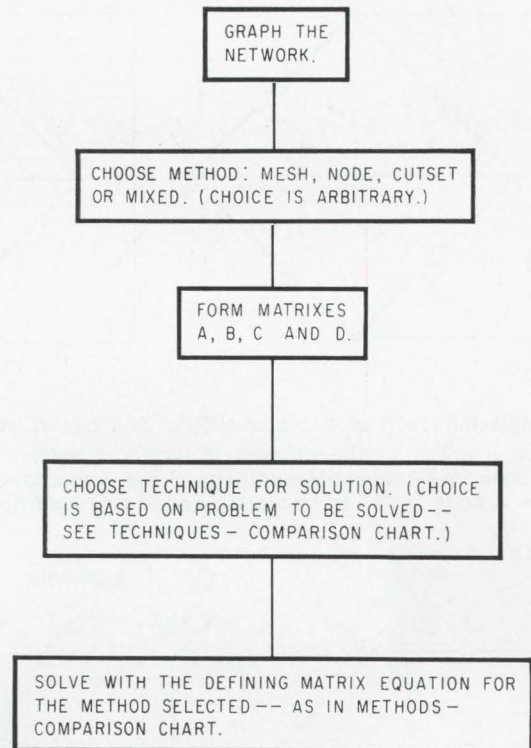 GRAPH THE
NETWORK.
CHOOSE METHOD: MESH, NODE, CUTSET
OR MIXED. (CHOICE IS ARBITRARY.)
FORM MATRIXES
A, B, C AND D.
CHOOSE TECHNIQUE FOR SOLUTION. (CHOICE
IS BASED ON PROBLEM TO BE SOLVED--
SEE TECHNIQUES- COMPARISON CHART.)
SOLVE WITH THE DEFINING MATRIX EQUATION FOR
THE METHOD SELECTED-- AS IN METHODS-
COMPARISON CHART.